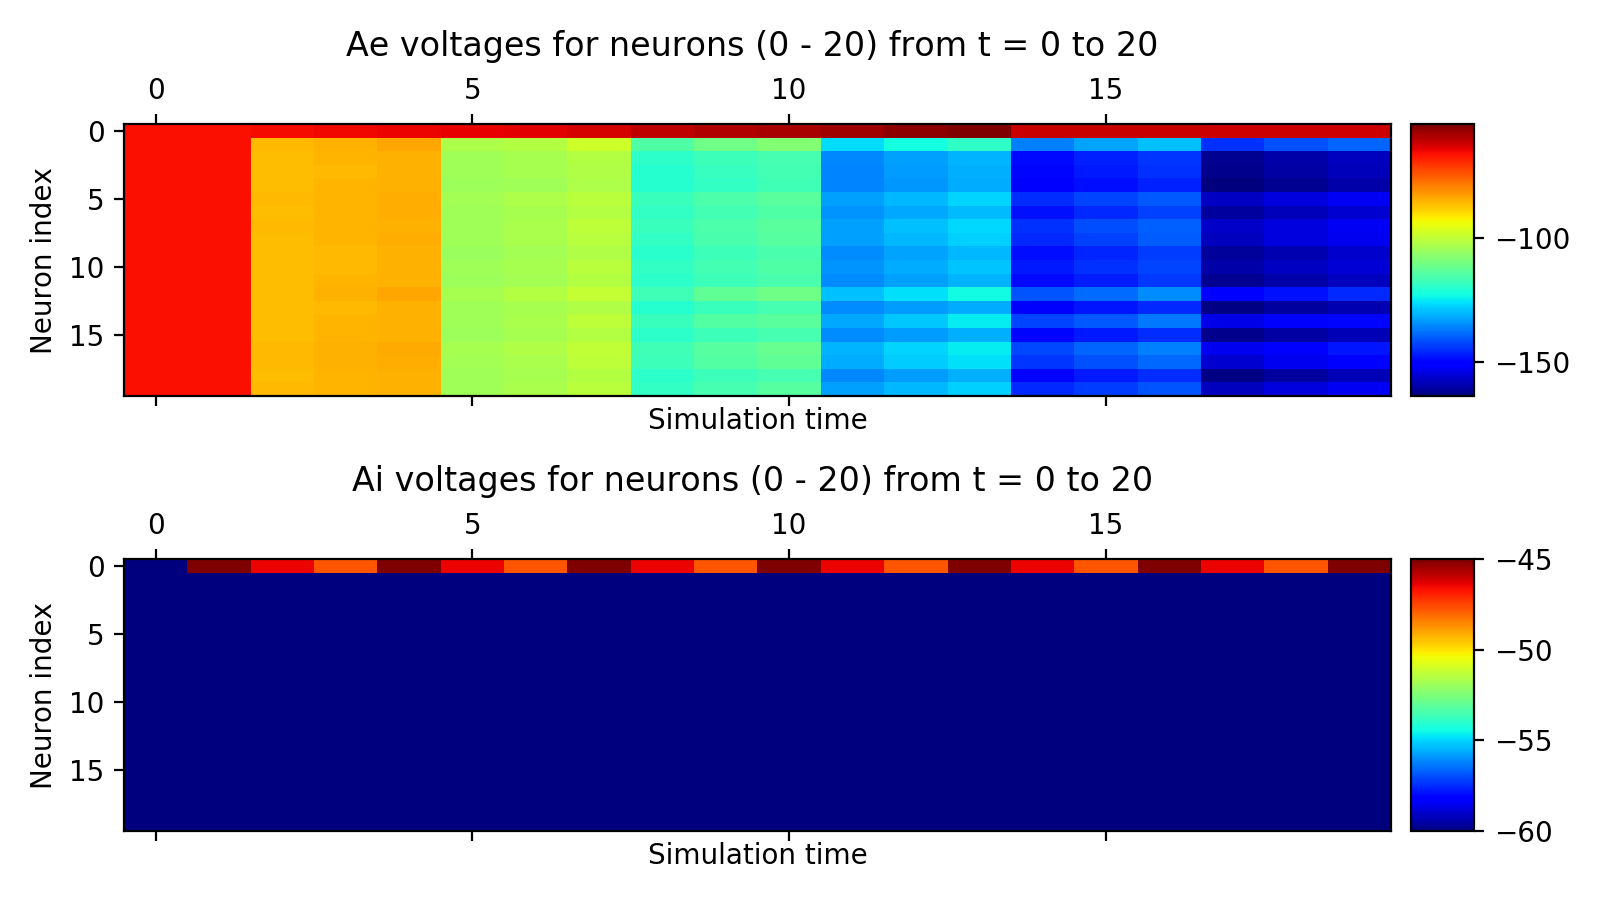 Ae voltages for neurons (0 - 20) from t = 0 to 20
0 5 10 15
0
5
10
15
Neuron index
Simulation time
−100
−150
Ai voltages for neurons (0 - 20) from t = 0 to 20
0 5 10 15
0
5
10
15
Neuron index
Simulation time
−45
−50
−55
−60